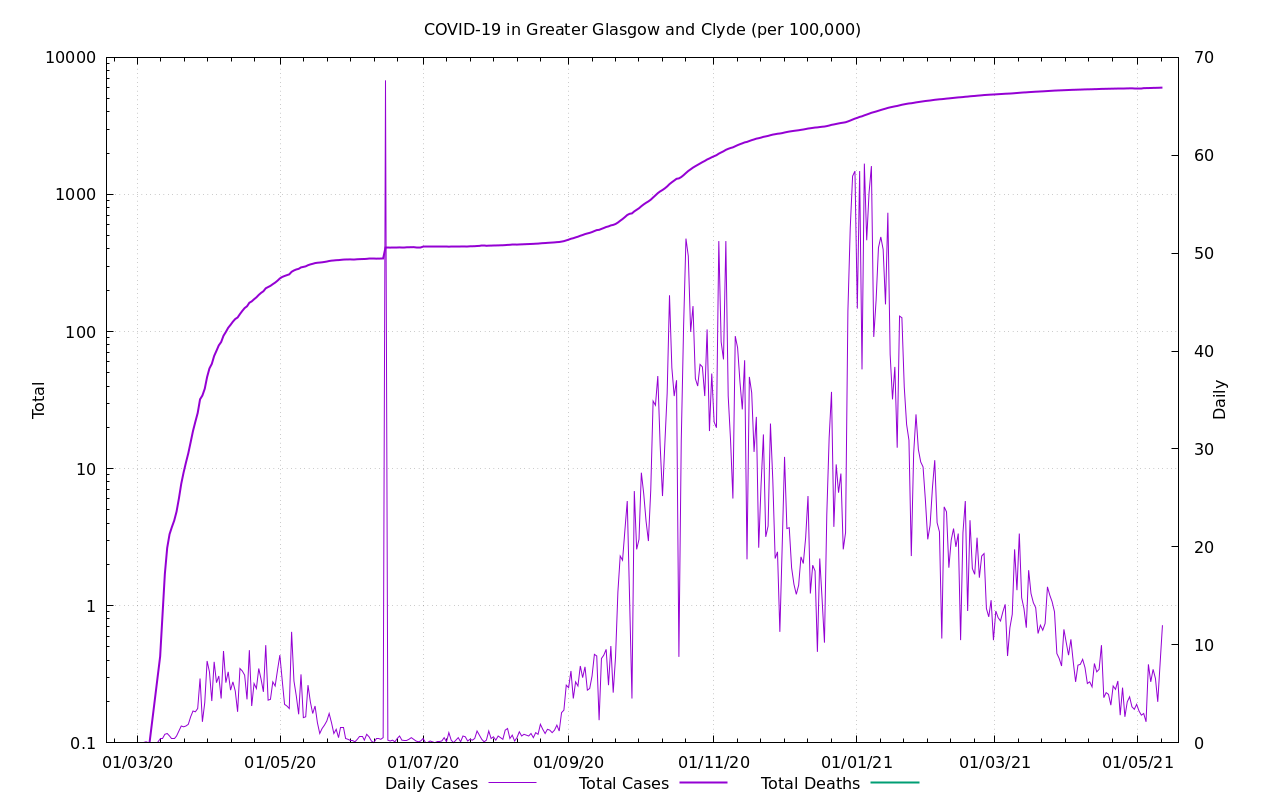 COVID-19 in Greater Glasgow and Clyde (per 100,000)
10000
1000
100
10
1
0.1
Total
70
60
50
40
30
20
10
0
Daily
01/03/20 01/05/20 01/07/20 01/09/20 01/11/20 01/01/21 01/03/21 01/05/21
Daily Cases Total Cases Total Deaths